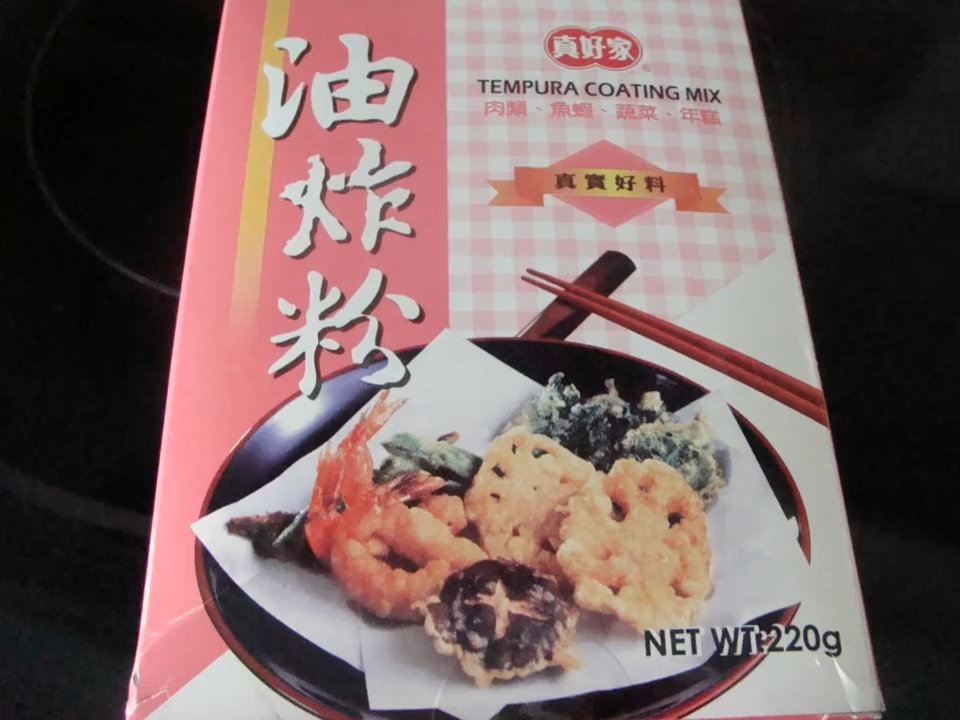 油炸粉
真好家
®
TEMPURA COATING MIX
肉類、魚蝦、蔬菜、年糕
真實好料
NET WT:220g